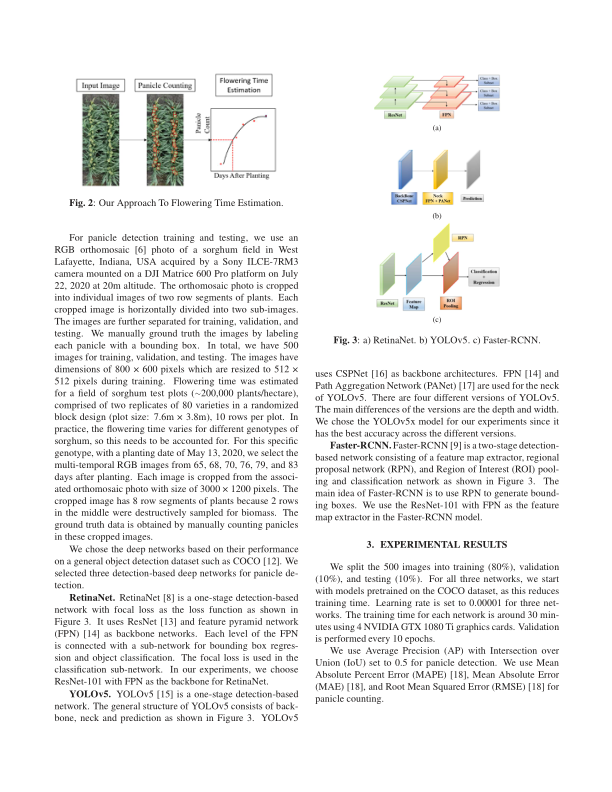 Input Image
Panicle Counting
Flowering Time
Estimation
Panicle
Count
Days After Planting
Fig. 2: Our Approach To Flowering Time Estimation.
For panicle detection training and testing, we use an
RGB orthomosaic [6] photo of a sorghum field in West
Lafayette, Indiana, USA acquired by a Sony ILCE-7RM3
camera mounted on a DJI Matrice 600 Pro platform on July
22, 2020 at 20m altitude. The orthomosaic photo is cropped
into individual images of two row segments of plants. Each
cropped image is horizontally divided into two sub-images.
The images are further separated for training, validation, and
testing. We manually ground truth the images by labeling
each panicle with a bounding box. In total, we have 500
images for training, validation, and testing. The images have
dimensions of 800 × 600 pixels which are resized to 512 ×
512 pixels during training. Flowering time was estimated
for a field of sorghum test plots (~200,000 plants/hectare),
comprised of two replicates of 80 varieties in a randomized
block design (plot size: 7.6m × 3.8m), 10 rows per plot. In
practice, the flowering time varies for different genotypes of
sorghum, so this needs to be accounted for. For this specific
genotype, with a planting date of May 13, 2020, we select the
multi-temporal RGB images from 65, 68, 70, 76, 79, and 83
days after planting. Each image is cropped from the associ-
ated orthomosaic photo with size of 3000 × 1200 pixels. The
cropped image has 8 row segments of plants because 2 rows
in the middle were destructively sampled for biomass. The
ground truth data is obtained by manually counting panicles
in these cropped images.
We chose the deep networks based on their performance
on a general object detection dataset such as COCO [12]. We
selected three detection-based deep networks for panicle de-
tection.
RetinaNet. RetinaNet [8] is a one-stage detection-based
network with focal loss as the loss function as shown in
Figure 3. It uses ResNet [13] and feature pyramid network
(FPN) [14] as backbone networks. Each level of the FPN
is connected with a sub-network for bounding box regres-
sion and object classification. The focal loss is used in the
classification sub-network. In our experiments, we choose
ResNet-101 with FPN as the backbone for RetinaNet.
YOLOv5. YOLOv5 [15] is a one-stage detection-based
network. The general structure of YOLOv5 consists of back-
bone, neck and prediction as shown in Figure 3. YOLOv5
Class + Box
Subnet
Class + Box
Subnet
Class + Box
Subnet
ResNet
FPN
(a)
Backbone
CSPNet
Neck
FPN + PANet
Prediction
(b)
RPN
ResNet
Feature
Map
ROI
Pooling
Classification
+
Regression
(c)
Fig. 3: a) RetinaNet. b) YOLOv5. c) Faster-RCNN.
uses CSPNet [16] as backbone architectures. FPN [14] and
Path Aggregation Network (PANet) [17] are used for the neck
of YOLOv5. There are four different versions of YOLOv5.
The main differences of the versions are the depth and width.
We chose the YOLOv5x model for our experiments since it
has the best accuracy across the different versions.
Faster-RCNN. Faster-RCNN [9] is a two-stage detection-
based network consisting of a feature map extractor, regional
proposal network (RPN), and Region of Interest (ROI) pool-
ing and classification network as shown in Figure 3. The
main idea of Faster-RCNN is to use RPN to generate bound-
ing boxes. We use the ResNet-101 with FPN as the feature
map extractor in the Faster-RCNN model.
3. EXPERIMENTAL RESULTS
We split the 500 images into training (80%), validation
(10%), and testing (10%). For all three networks, we start
with models pretrained on the COCO dataset, as this reduces
training time. Learning rate is set to 0.00001 for three net-
works. The training time for each network is around 30 min-
utes using 4 NVIDIA GTX 1080 Ti graphics cards. Validation
is performed every 10 epochs.
We use Average Precision (AP) with Intersection over
Union (IoU) set to 0.5 for panicle detection. We use Mean
Absolute Percent Error (MAPE) [18], Mean Absolute Error
(MAE) [18], and Root Mean Squared Error (RMSE) [18] for
panicle counting.